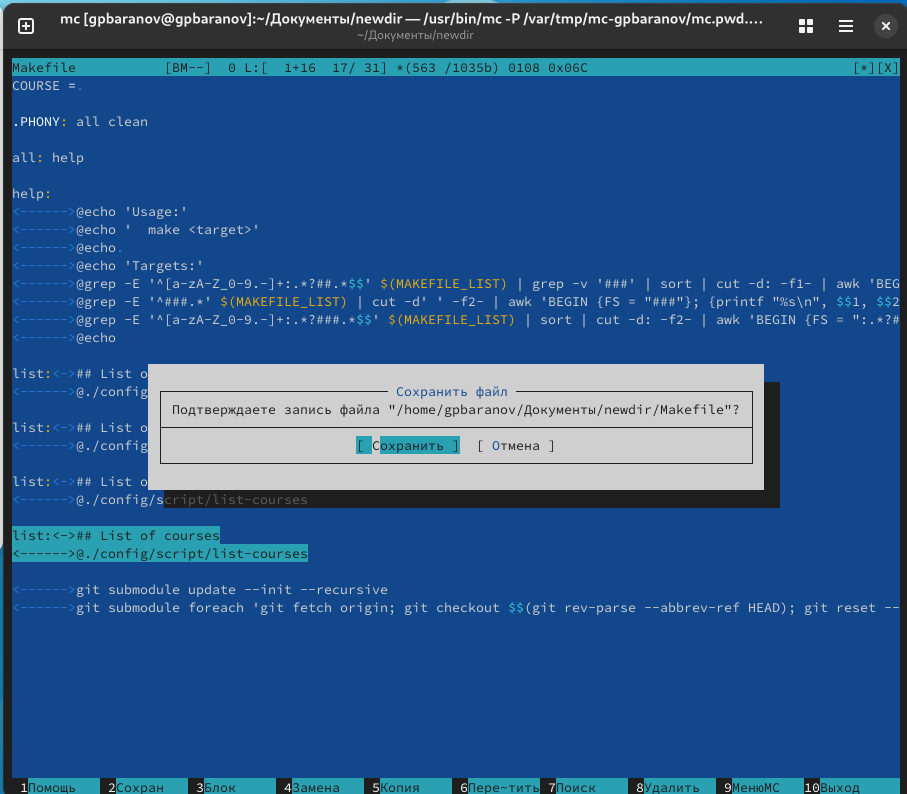 mc [gpbaranov@gpbaranov]:~/Документы/newdir — /usr/bin/mc -P /var/tmp/mc-gpbaranov/mc.pwd.…
~/Документы/newdir
Makefile [BM--] 0 L:[ 1+16 17/ 31] *(563 /1035b) 0108 0x06C [*][X]
COURSE =.
.PHONY: all clean
all: help
help:
<------>@echo 'Usage:'
<------>@echo ' make <target>'
<------>@echo.
<------>@echo 'Targets:'
<------>@grep -E '^[a-zA-Z_0-9.-]+:.*?##.*$$' $(MAKEFILE_LIST) | grep -v '###' | sort | cut -d: -f1- | awk 'BEG
<------>@grep -E '^###.*' $(MAKEFILE_LIST) | cut -d' ' -f2- | awk 'BEGIN {FS = "###"}; {printf "%s\n", $$1, $$2
<------>@grep -E '^[a-zA-Z_0-9.-]+:.*?###.*$$' $(MAKEFILE_LIST) | sort | cut -d: -f2- | awk 'BEGIN {FS = ":.*?#
<------>@echo
list:<->## List o
<------>@./config
list:<->## List o
<------>@./config
list:<->## List o
<------>@./config/script/list-courses
Сохранить файл
Подтверждаете запись файла "/home/gpbaranov/Документы/newdir/Makefile"?
[ Сохранить ] [ Отмена ]
list:<->## List of courses
<------>@./config/script/list-courses
<------>git submodule update --init --recursive
<------>git submodule foreach 'git fetch origin; git checkout $$(git rev-parse --abbrev-ref HEAD); git reset --
1Помощь 2Сохран 3Блок 4Замена 5Копия 6Пере~тить 7Поиск 8Удалить 9МенюМС 10Выход